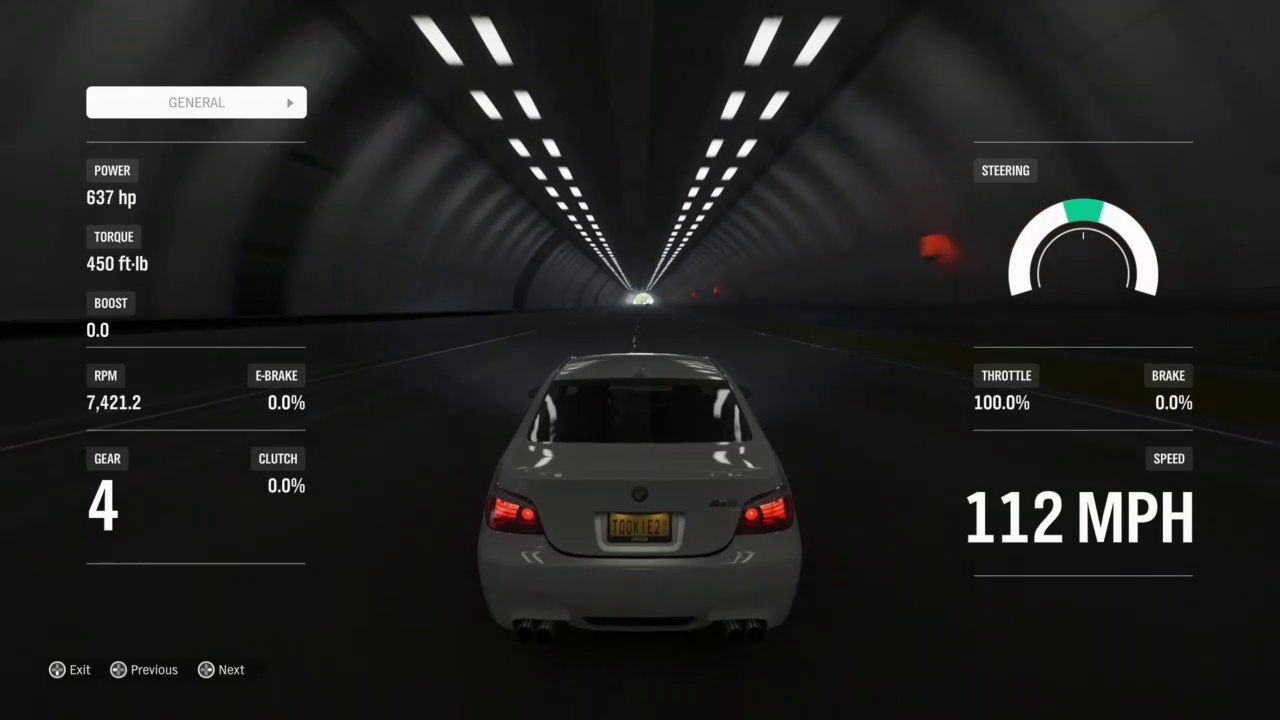 GENERAL
POWER
637 hp
TORQUE
450 ft·lb
BOOST
0.0
RPM
E-BRAKE
7,421.2
0.0%
GEAR
CLUTCH
4
0.0%
STEERING
THROTTLE
BRAKE
100.0%
0.0%
SPEED
112 MPH
TOOKIE2
Exit
Previous
Next